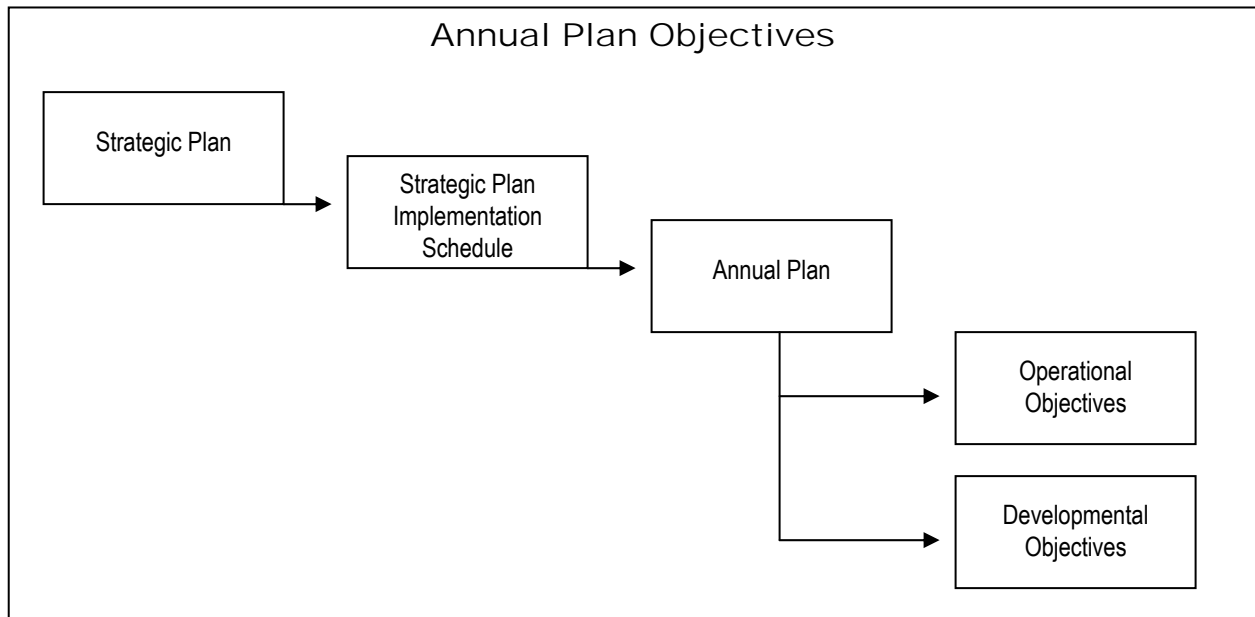 Annual Plan Objectives
Strategic Plan
Strategic Plan
Implementation
Schedule
Annual Plan
Operational
Objectives
Developmental
Objectives